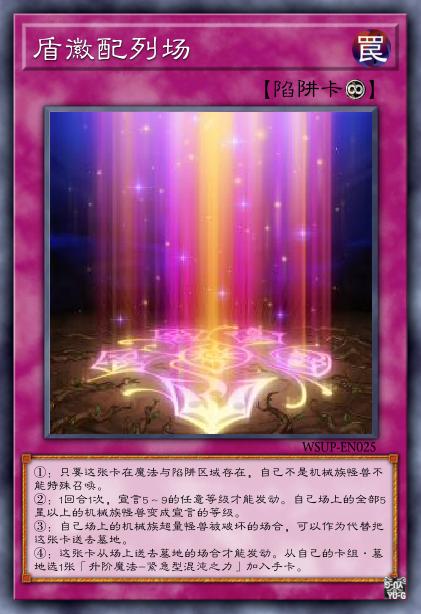 盾徽配列场
罠
【陷阱卡♾】
WSUP-EN025
①：只要这张卡在魔法与陷阱区域存在，自己不是机械族怪兽不
能特殊召唤。
②：1回合1次，宣言5～9的任意等级才能发动。自己场上的全部5
星以上的机械族怪兽变成宣言的等级。
③：自己场上的机械族超量怪兽被破坏的场合，可以作为代替把
这张卡送去墓地。
④：这张卡从场上送去墓地的场合才能发动。从自己的卡组·墓
地选1张「升阶魔法－紧急型混沌之力」加入手卡。